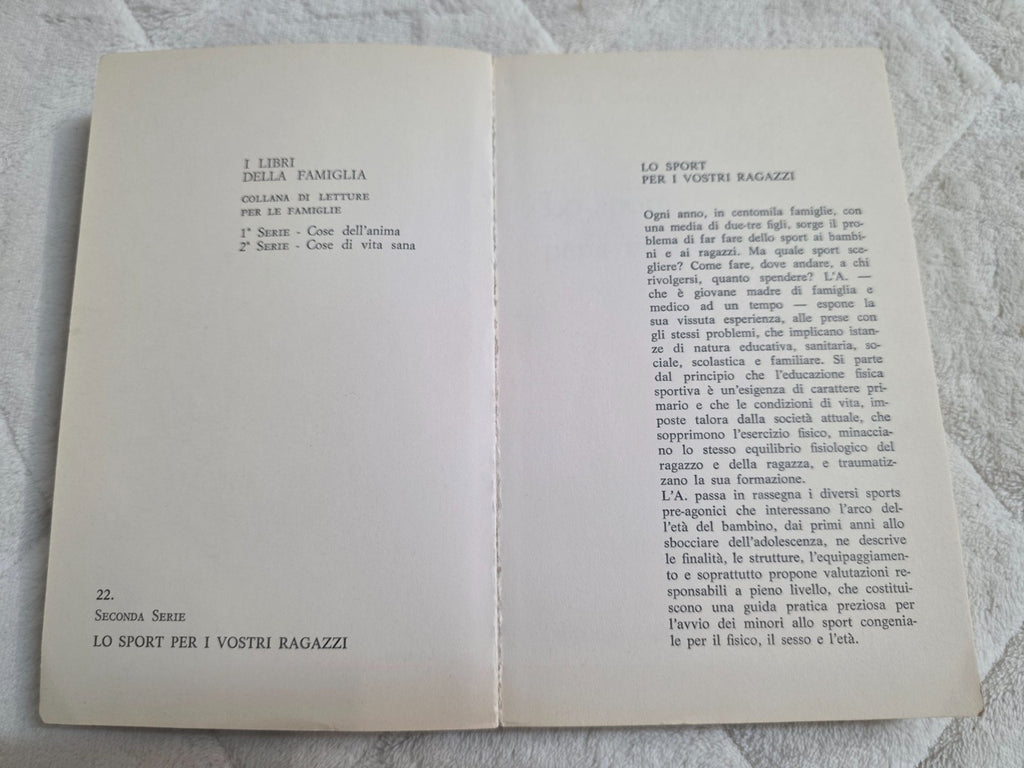 I LIBRI
DELLA FAMIGLIA
COLLANA DI LETTURE
PER LE FAMIGLIE
1ª SERIE - Cose dell'anima
2ª SERIE - Cose di vita sana
22.
SECONDA SERIE
LO SPORT PER I VOSTRI RAGAZZI
LO SPORT
PER I VOSTRI RAGAZZI
Ogni anno, in centomila famiglie, con
una media di due-tre figli, sorge il pro-
blema di far fare dello sport ai bambi-
ni e ai ragazzi. Ma quale sport sce-
gliere? Come fare, dove andare, a chi
rivolgersi, quanto spendere? L'A. —
che è giovane madre di famiglia e
medico ad un tempo — espone la
sua vissuta esperienza, alle prese con
gli stessi problemi, che implicano istan-
ze di natura educativa, sanitaria, so-
ciale, scolastica e familiare. Si parte
dal principio che l'educazione fisica
sportiva è un'esigenza di carattere pri-
mario e che le condizioni di vita, im-
poste talora dalla società attuale, che
sopprimono l'esercizio fisico, minaccia-
no lo stesso equilibrio fisiologico del
ragazzo e della ragazza, e traumatiz-
zano la sua formazione.
L'A. passa in rassegna i diversi sports
pre-agonici che interessano l'arco del-
l'età del bambino, dai primi anni allo
sbocciare dell'adolescenza, ne descrive
le finalità, le strutture, l'equipaggiamen-
to e soprattutto propone valutazioni re-
sponsabili a pieno livello, che costitui-
scono una guida pratica preziosa per
l'avvio dei minori allo sport congenia-
le per il fisico, il sesso e l'età.